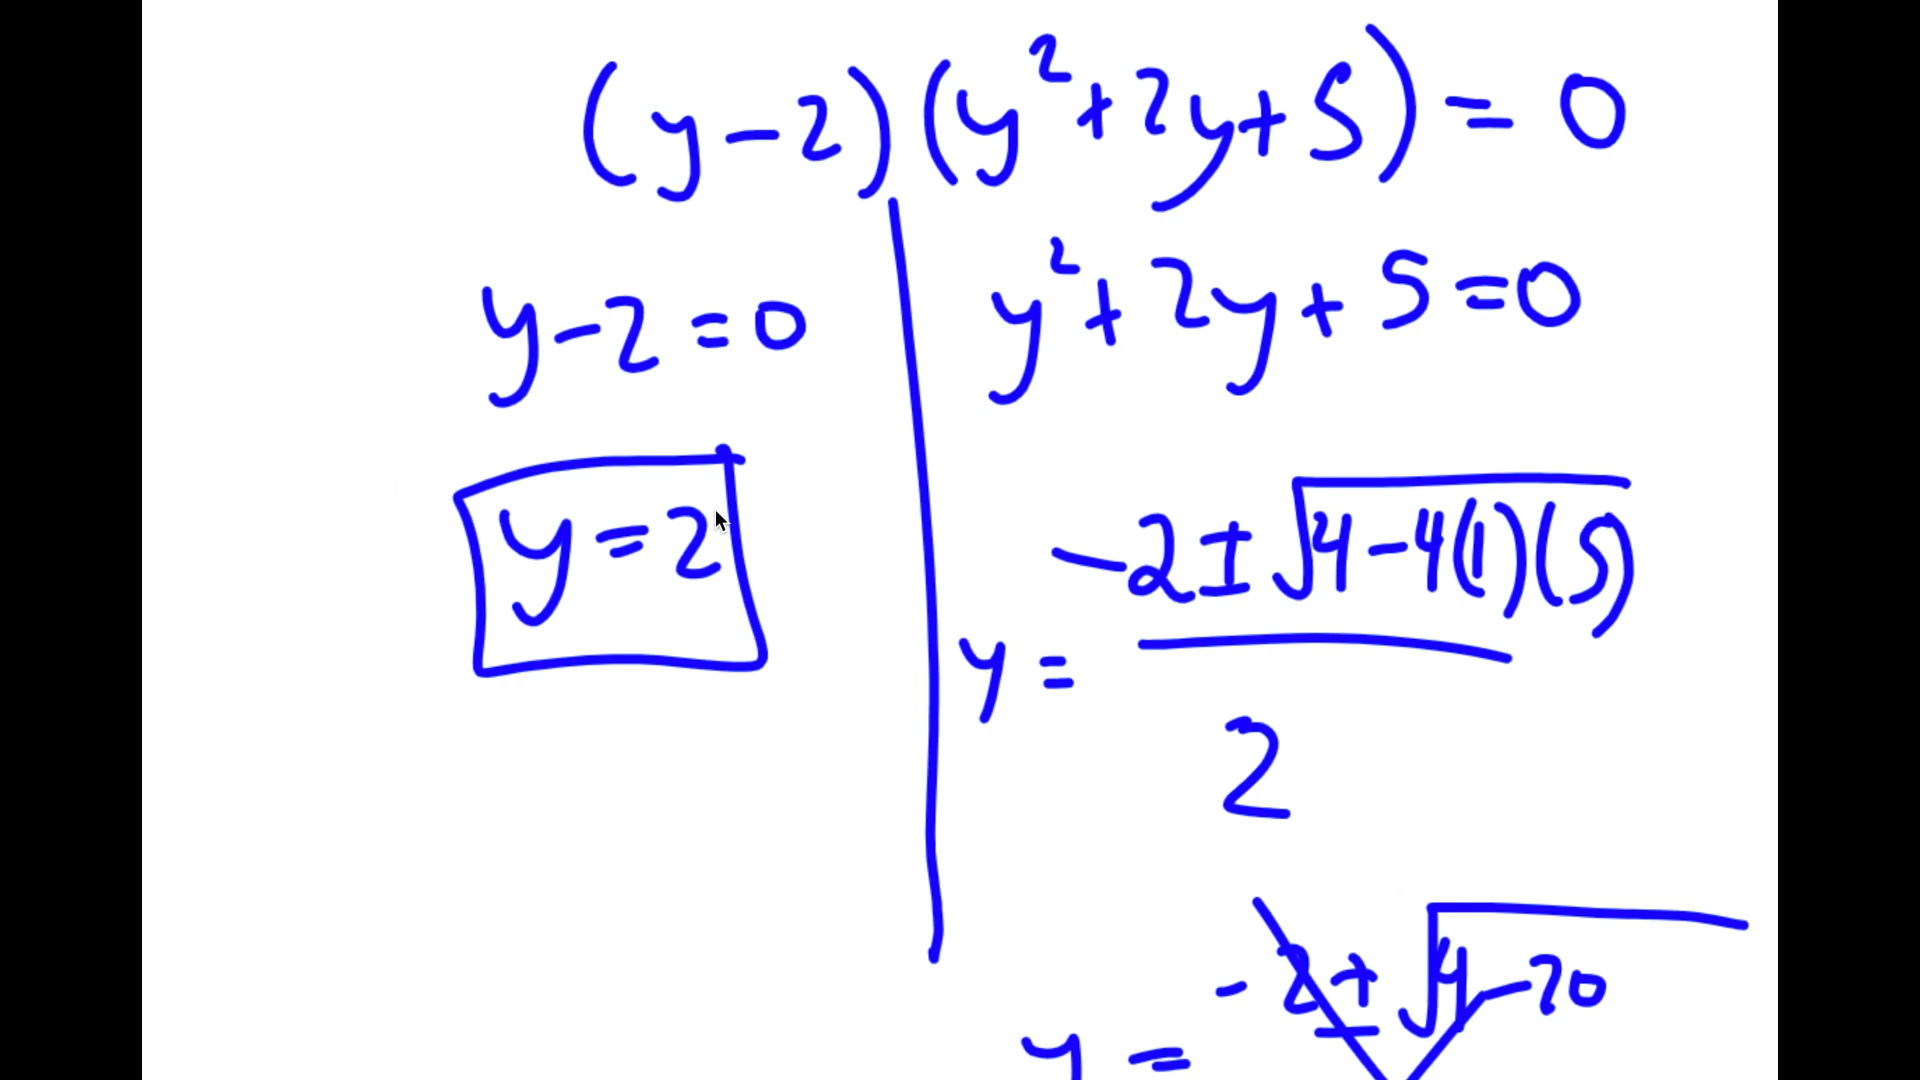 (y-2)(y²+2y+5)=0
y-2=0
y=2
y²+2y+5=0
-2±√4-4(1)(5)
y=
2
-2±√4-20
y=